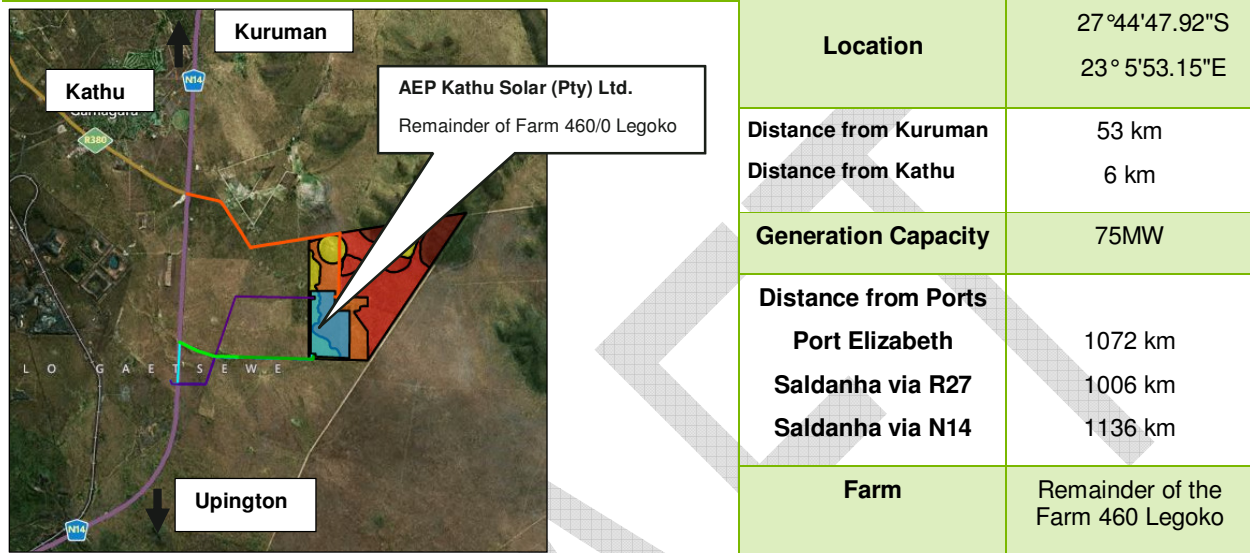 Kuruman
N14
Kathu
Gamagara
R380
AEP Kathu Solar (Pty) Ltd.
Remainder of Farm 460/0 Legoko
L O G A E T S E W E
Upington
N14
Location
27°44'47.92"S
23° 5'53.15"E
Distance from Kuruman 53 km
Distance from Kathu 6 km
Generation Capacity 75MW
Distance from Ports
Port Elizabeth 1072 km
Saldanha via R27 1006 km
Saldanha via N14 1136 km
Farm Remainder of the
Farm 460 Legoko